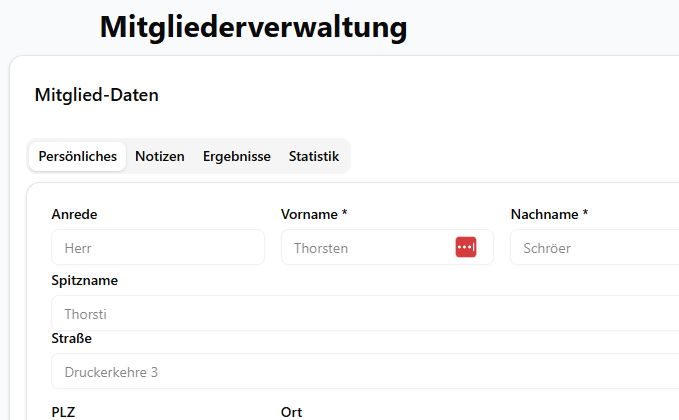 Mitgliederverwaltung
Mitglied-Daten
Persönliches Notizen Ergebnisse Statistik
Anrede Vorname * Nachname *
Herr Thorsten Schröer
Spitzname
Thorsti
Straße
Druckerkehre 3
PLZ Ort